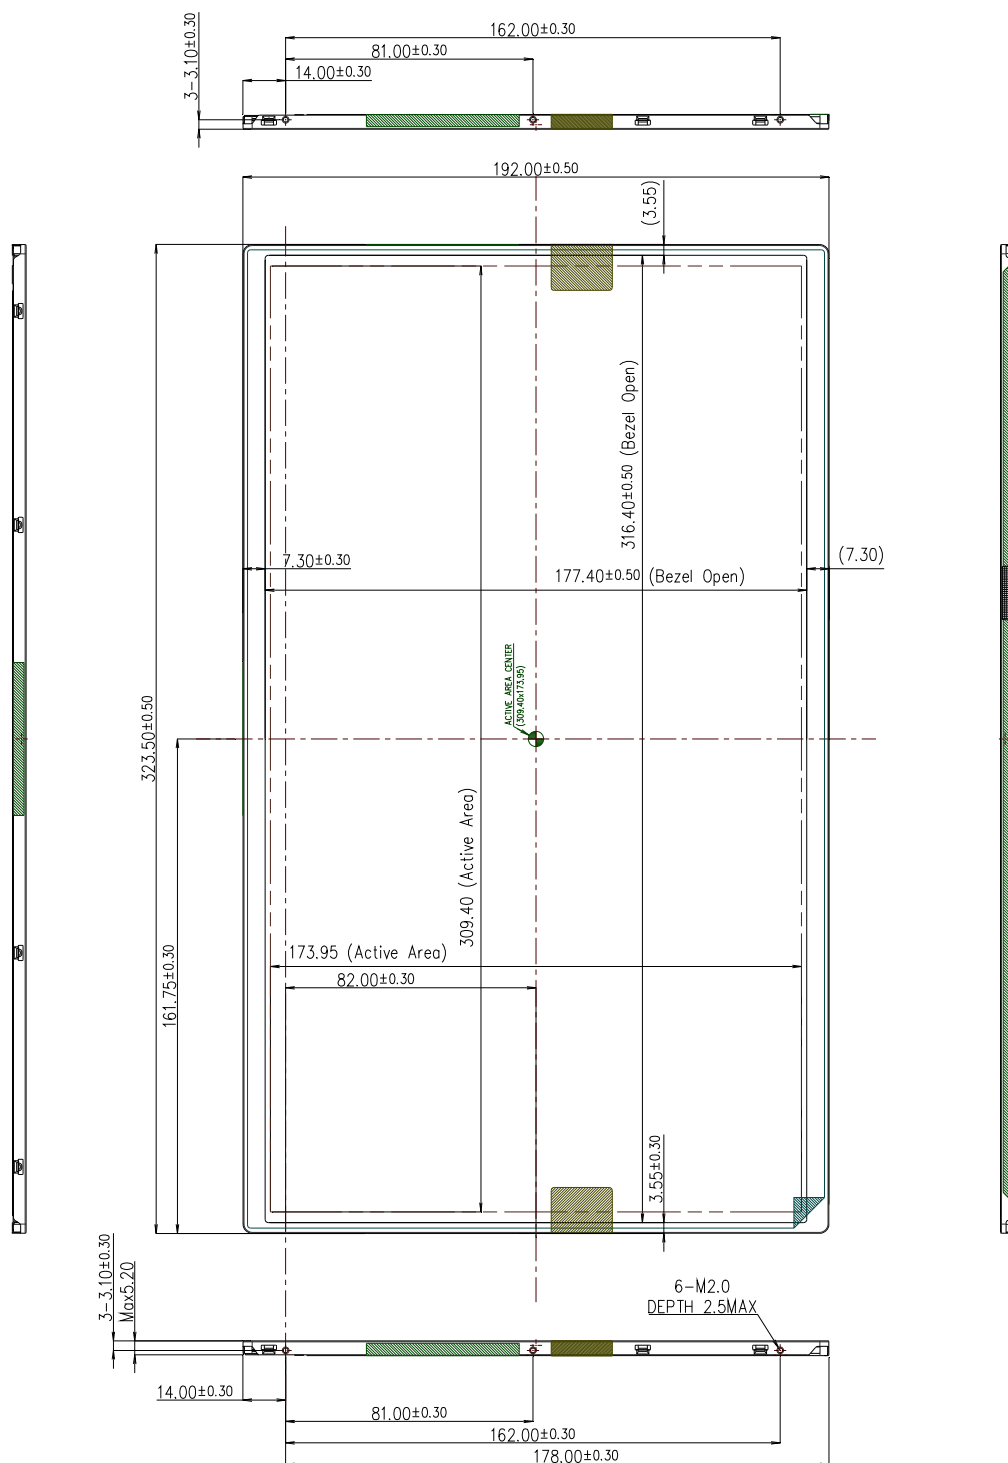 162.00±0.30
81.00±0.30
14.00±0.30
3-3.10±0.30
192.00±0.50
(3.55)
316.40±0.50 (Bezel Open)
7.30±0.30
(7.30)
177.40±0.50 (Bezel Open)
ACTIVE AREA CENTER
(309.40x173.95)
323.50±0.50
309.40 (Active Area)
173.95 (Active Area)
82.00±0.30
161.75±0.30
3.55±0.30
3-3.10±0.30
Max5.20
6-M2.0
DEPTH 2.5MAX
14.00±0.30
81.00±0.30
162.00±0.30
178.00±0.30